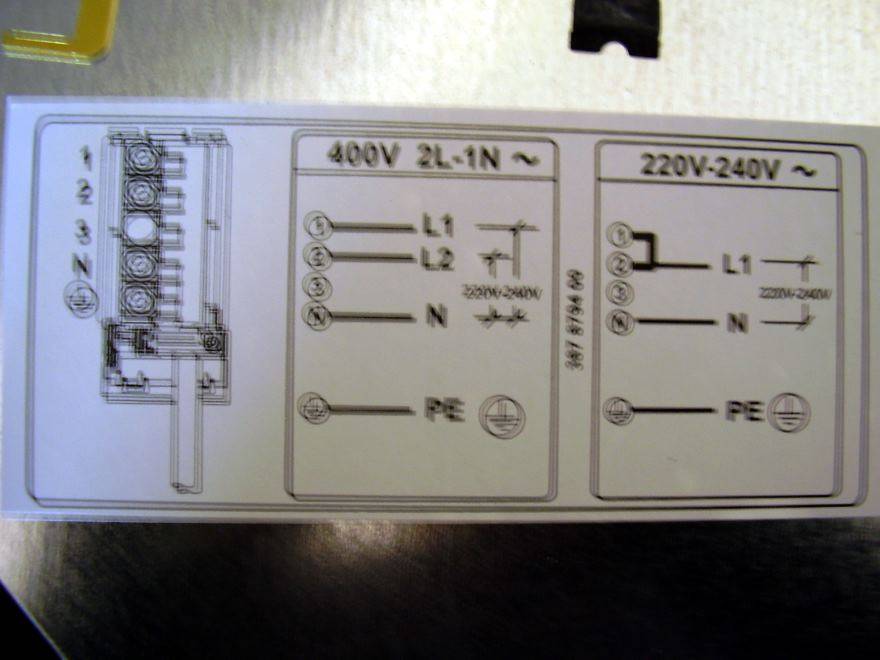 1
2
3
N
400V 2L-1N ~
1 L1
2 L2
3
220V-240V
N N
PE
387 8794 00
220V-240V ~
1
2 L1
3
220V-240V
N N
PE